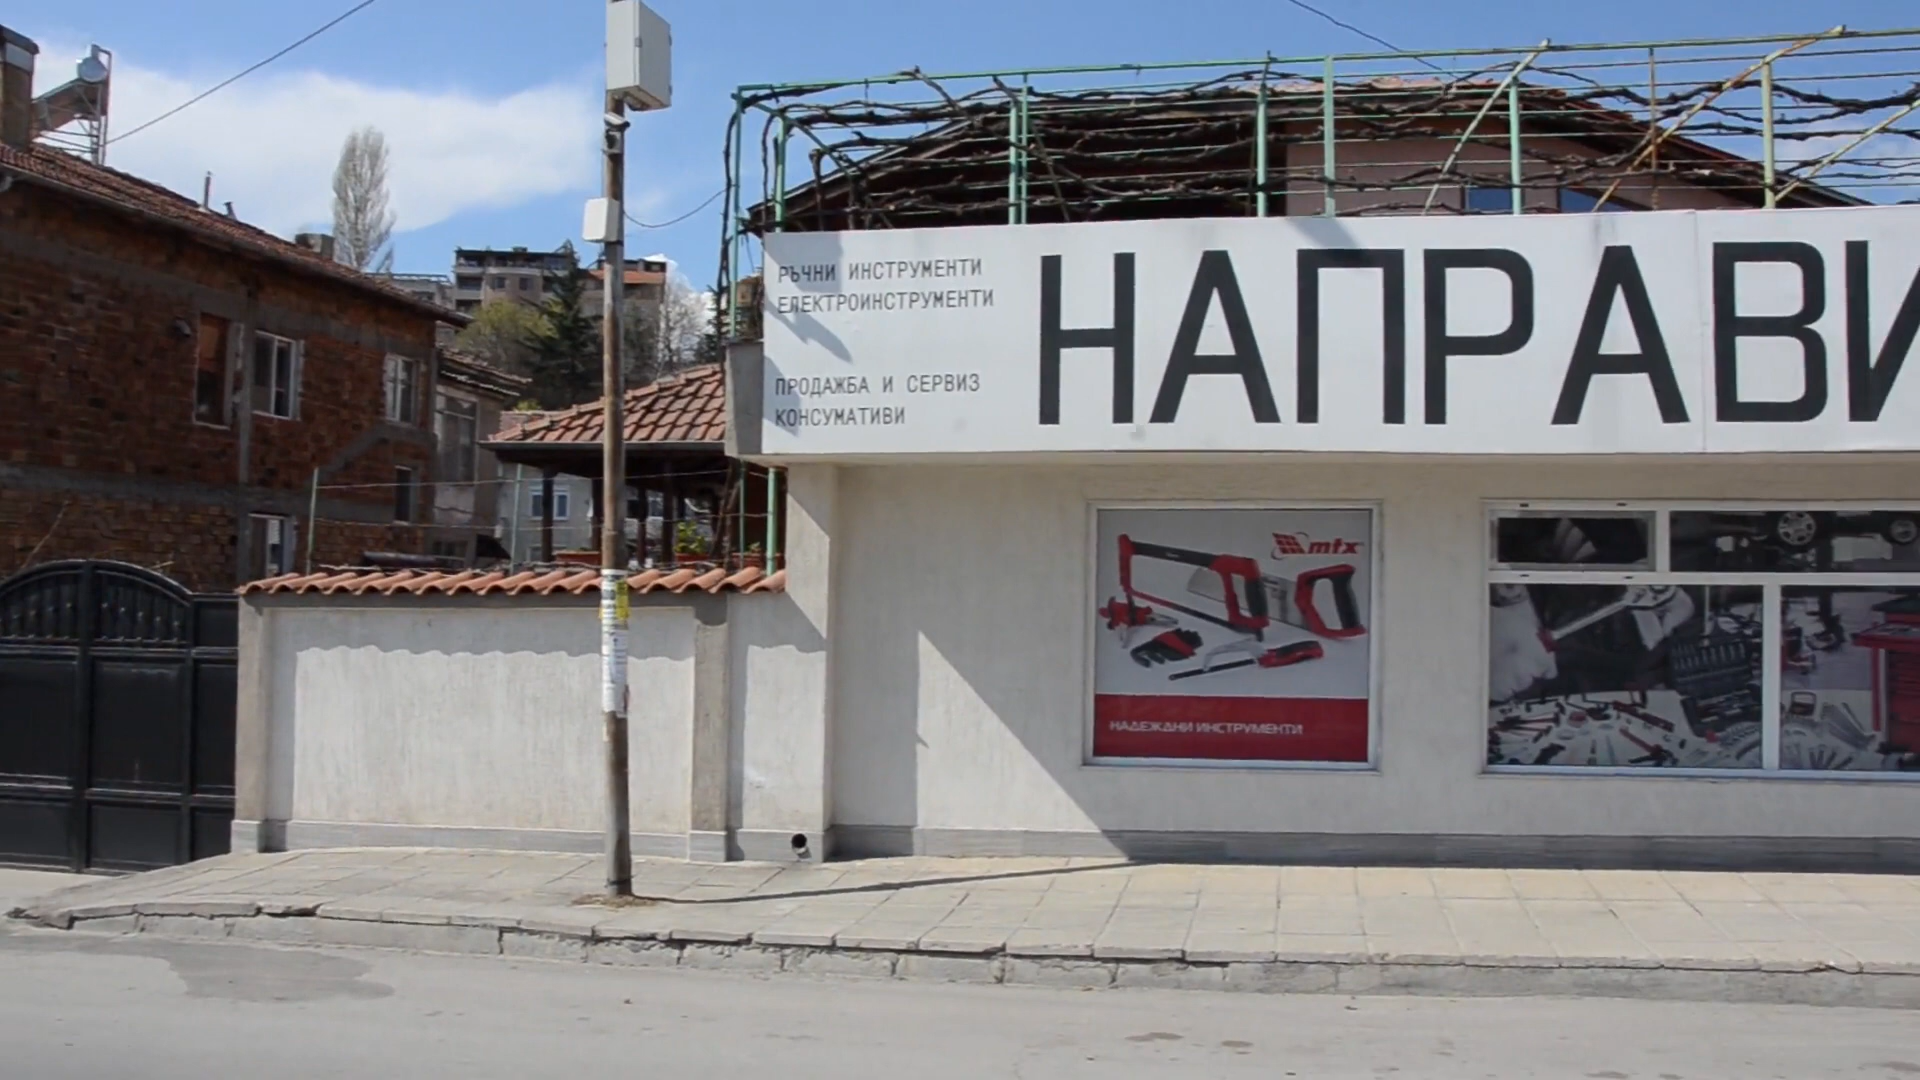 РЪЧНИ ИНСТРУМЕНТИ
ЕЛЕКТРОИНСТРУМЕНТИ
ПРОДАЖБА И СЕРВИЗ
КОНСУМАТИВИ
НАПРАВИ
mtx
НАДЕЖДНИ ИНСТРУМЕНТИ